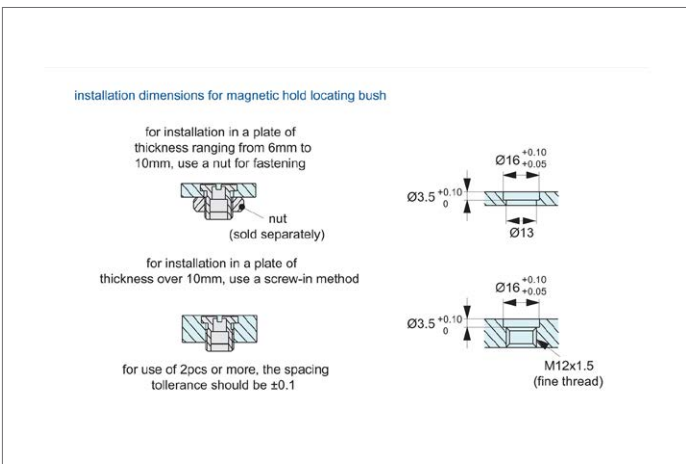 installation dimensions for magnetic hold locating bush
for installation in a plate of
thickness ranging from 6mm to
10mm, use a nut for fastening
nut
(sold separately)
Ø16 +0.10 +0.05
Ø3.5 +0.10 0
Ø13
for installation in a plate of
thickness over 10mm, use a screw-in method
for use of 2pcs or more, the spacing
tollerance should be ±0.1
Ø16 +0.10 +0.05
Ø3.5 +0.10 0
M12x1.5
(fine thread)